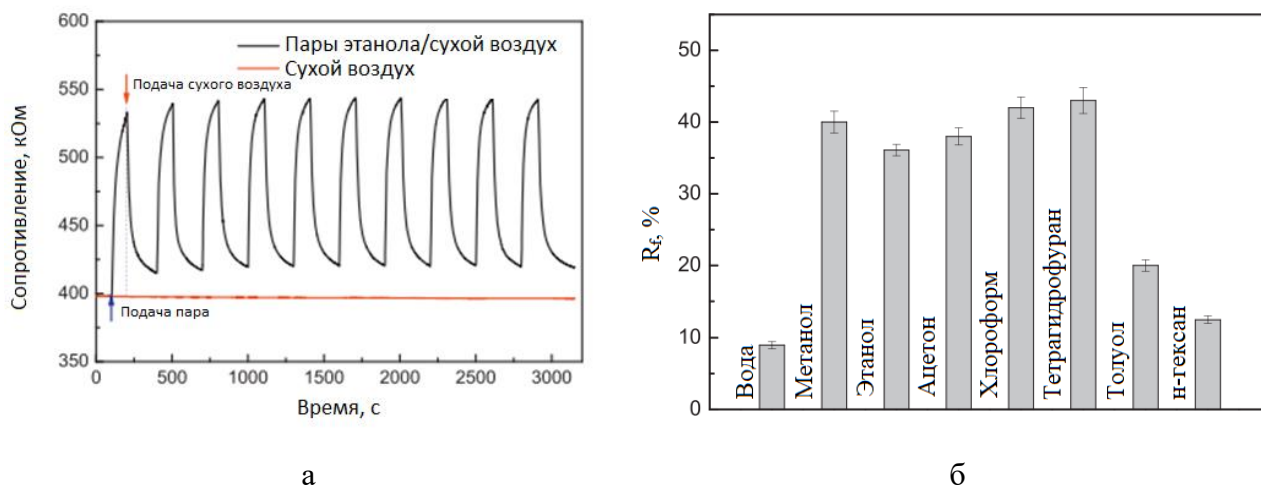 600
550
500
450
400
350
Сопротивление, кОм
Пары этанола/сухой воздух
Сухой воздух
Подача сухого воздуха
Подача пара
0
500
1000
1500
2000
2500
3000
Время, с
а
50
40
30
20
10
0
Rf, %
Вода
Метанол
Этанол
Ацетон
Хлороформ
Тетрагидрофуран
Толуол
н-гексан
б